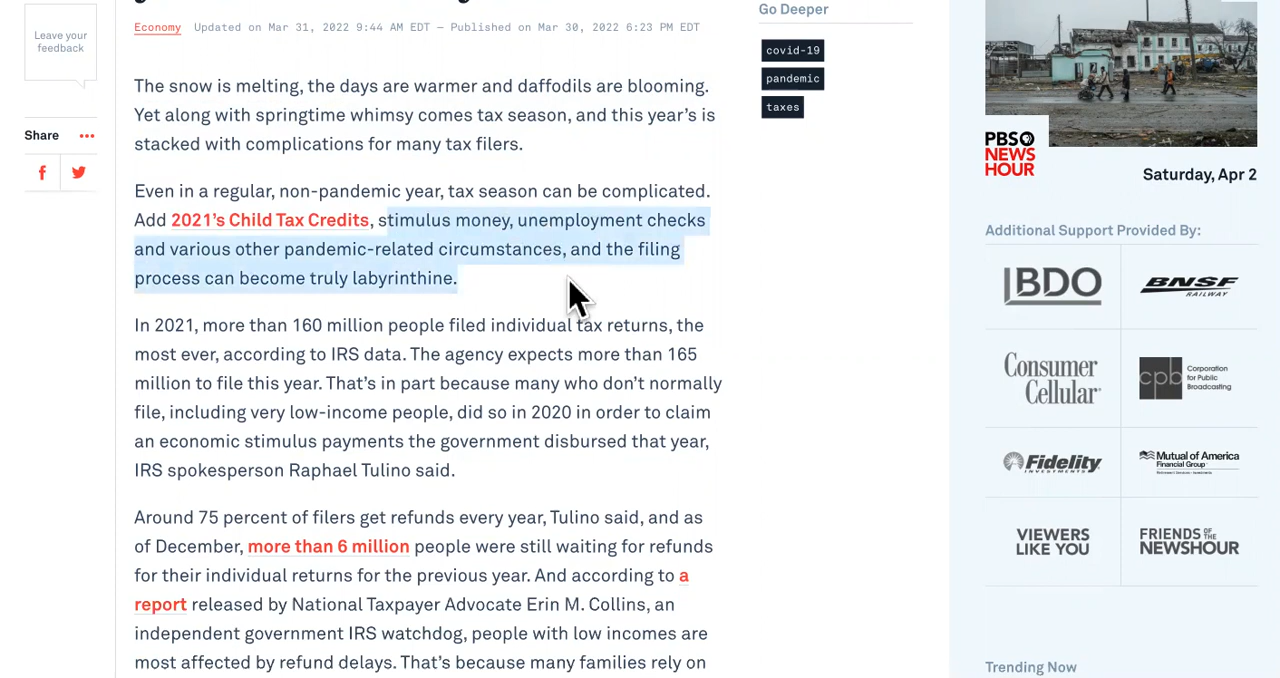 Leave your
feedback
Share
Economy Updated on Mar 31, 2022 9:44 AM EDT — Published on Mar 30, 2022 6:23 PM EDT
The snow is melting, the days are warmer and daffodils are blooming.
Yet along with springtime whimsy comes tax season, and this year's is
stacked with complications for many tax filers.
Even in a regular, non-pandemic year, tax season can be complicated.
Add 2021's Child Tax Credits, stimulus money, unemployment checks
and various other pandemic-related circumstances, and the filing
process can become truly labyrinthine.
In 2021, more than 160 million people filed individual tax returns, the
most ever, according to IRS data. The agency expects more than 165
million to file this year. That's in part because many who don't normally
file, including very low-income people, did so in 2020 in order to claim
an economic stimulus payments the government disbursed that year,
IRS spokesperson Raphael Tulino said.
Around 75 percent of filers get refunds every year, Tulino said, and as
of December, more than 6 million people were still waiting for refunds
for their individual returns for the previous year. And according to a
report released by National Taxpayer Advocate Erin M. Collins, an
independent government IRS watchdog, people with low incomes are
most affected by refund delays. That's because many families rely on
Go Deeper
covid-19
pandemic
taxes
PBS
NEWS
HOUR
Saturday, Apr 2
Additional Support Provided By:
BDO
BNSF
RAILWAY
Consumer
Cellular
cpb Corporation
for Public
Broadcasting
Fidelity
INVESTMENTS
Mutual of America
Financial Group
VIEWERS
LIKE YOU
FRIENDS OF THE
NEWSHOUR
Trending Now